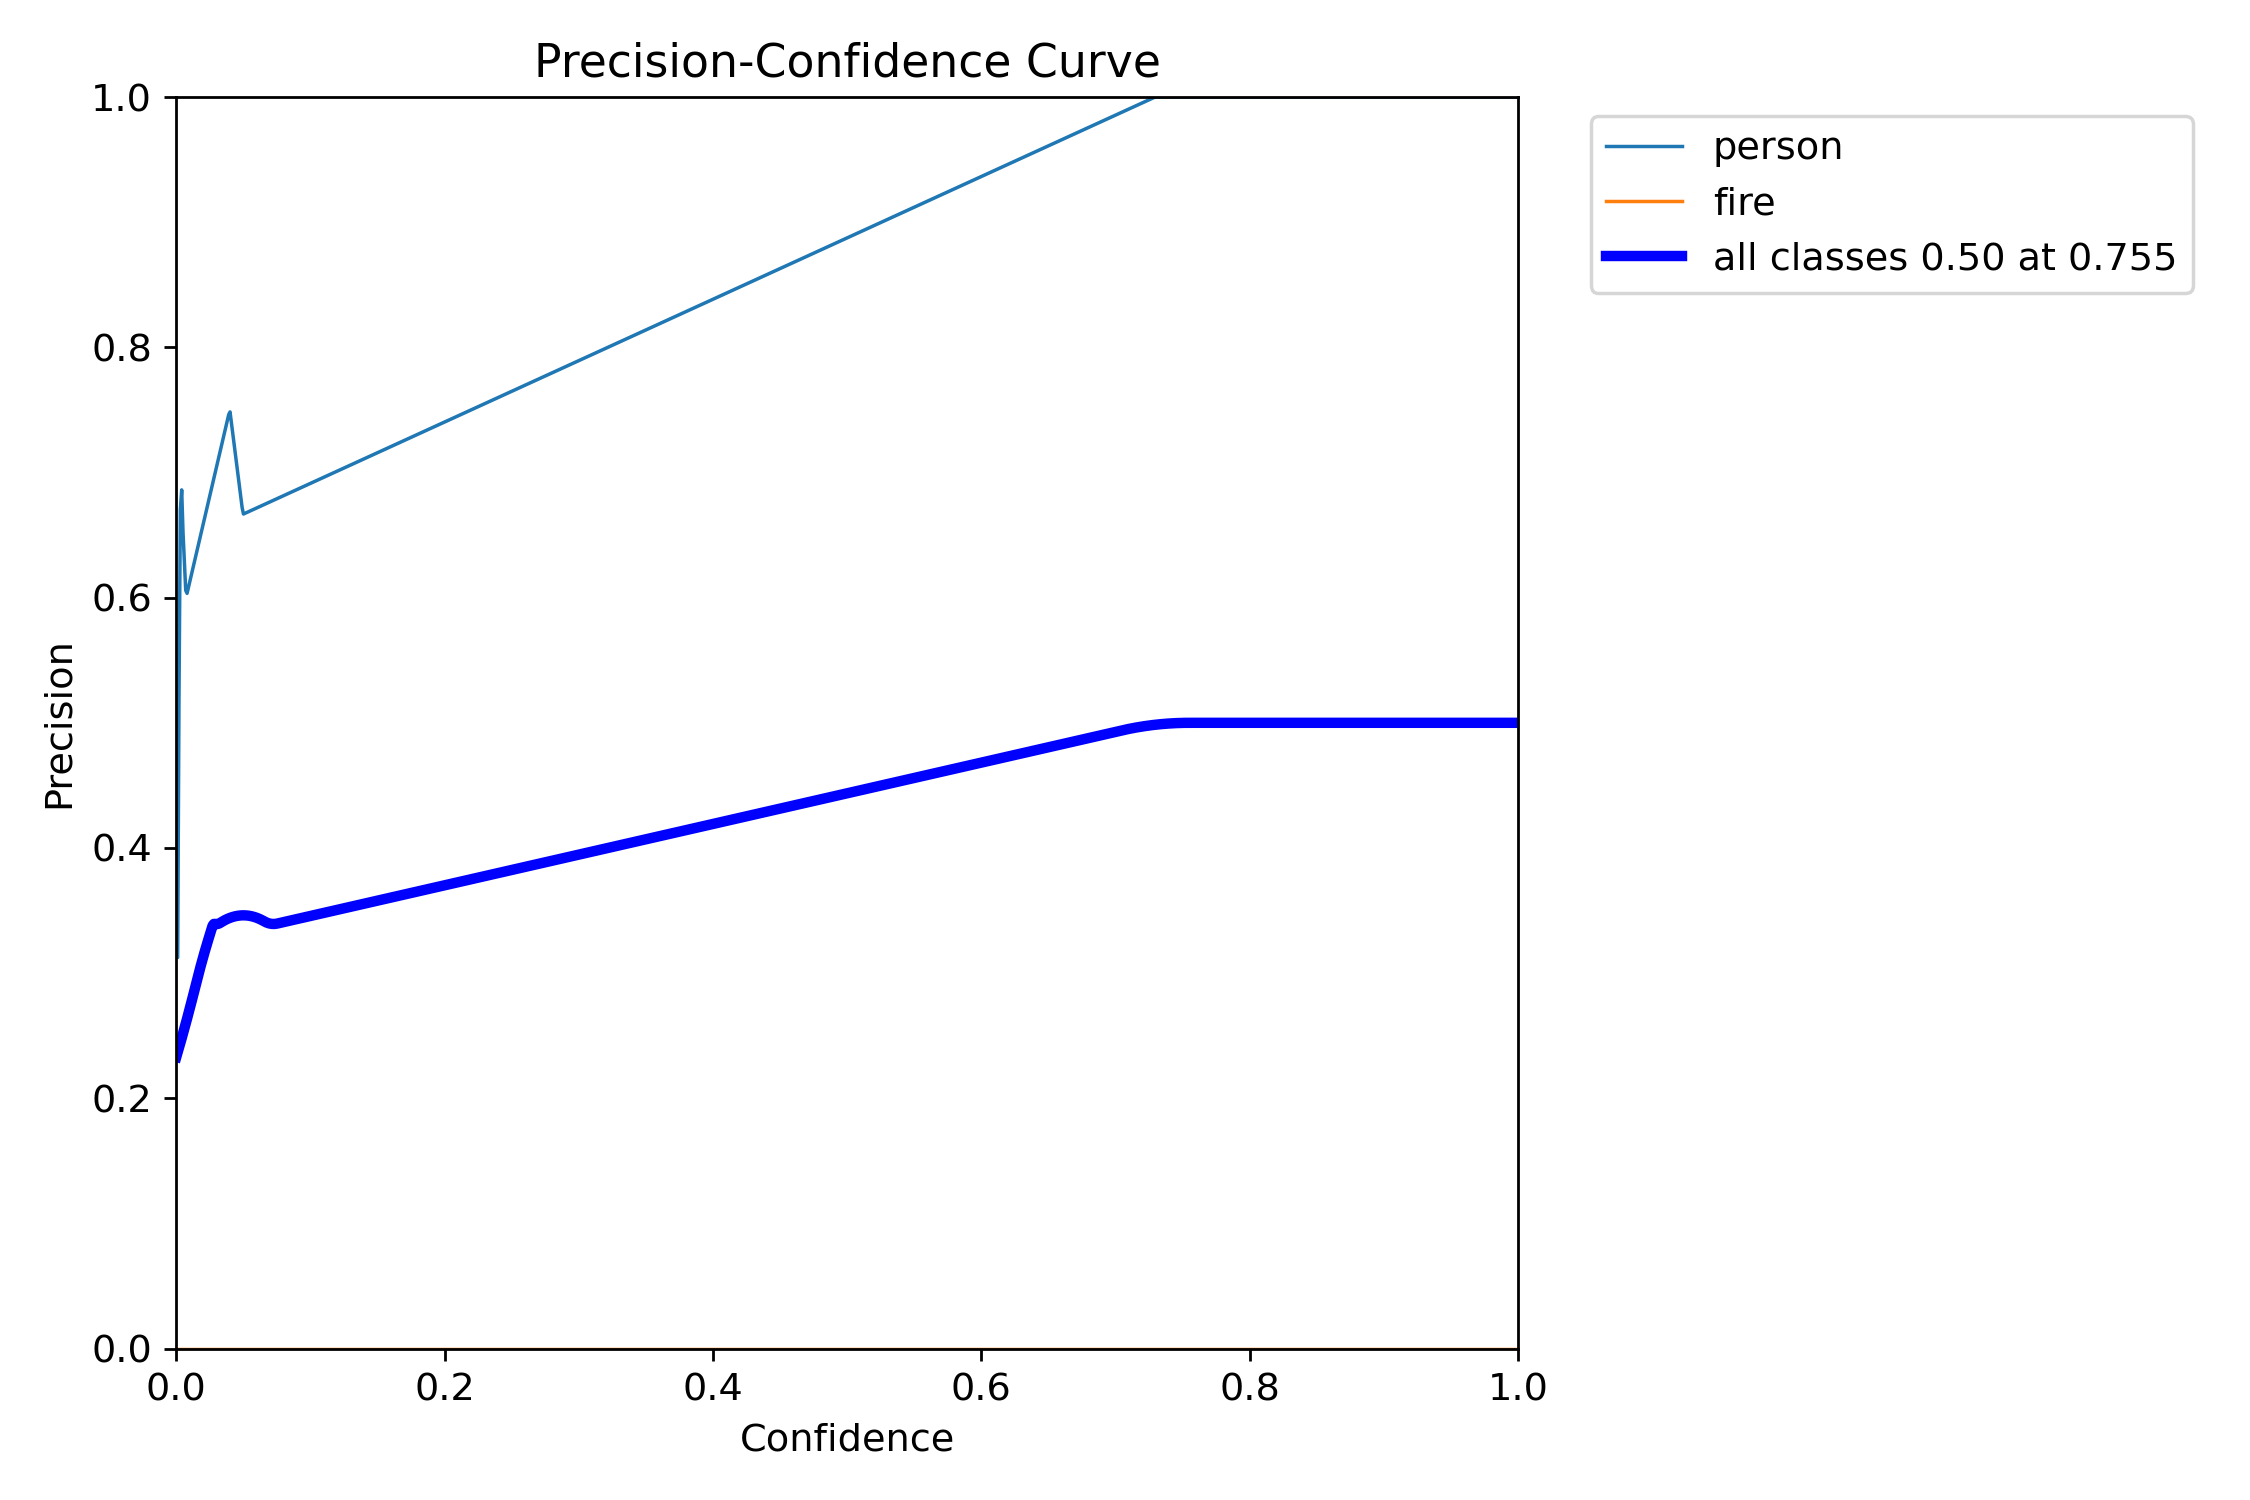 Precision-Confidence Curve
1.0
0.8
0.6
0.4
0.2
0.0
Precision
0.0 0.2 0.4 0.6 0.8 1.0
Confidence
person
fire
all classes 0.50 at 0.755